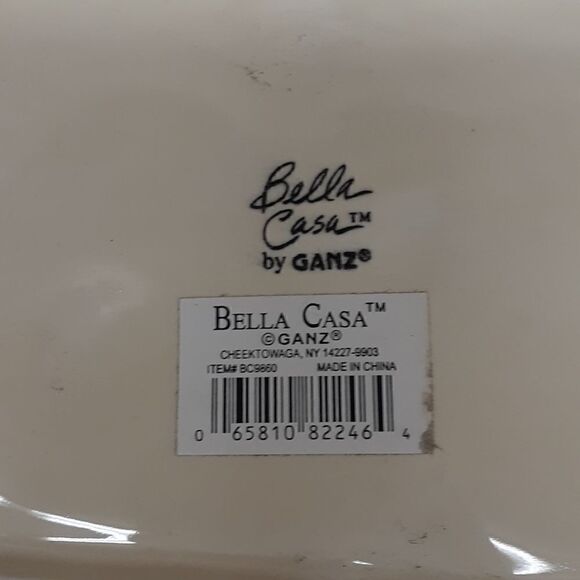 Bella
Casa™
by GANZ®
BELLA CASA™
©GANZ®
CHEEKTOWAGA, NY 14227-9903
ITEM# BC9860 MADE IN CHINA
0 65810 82246 4